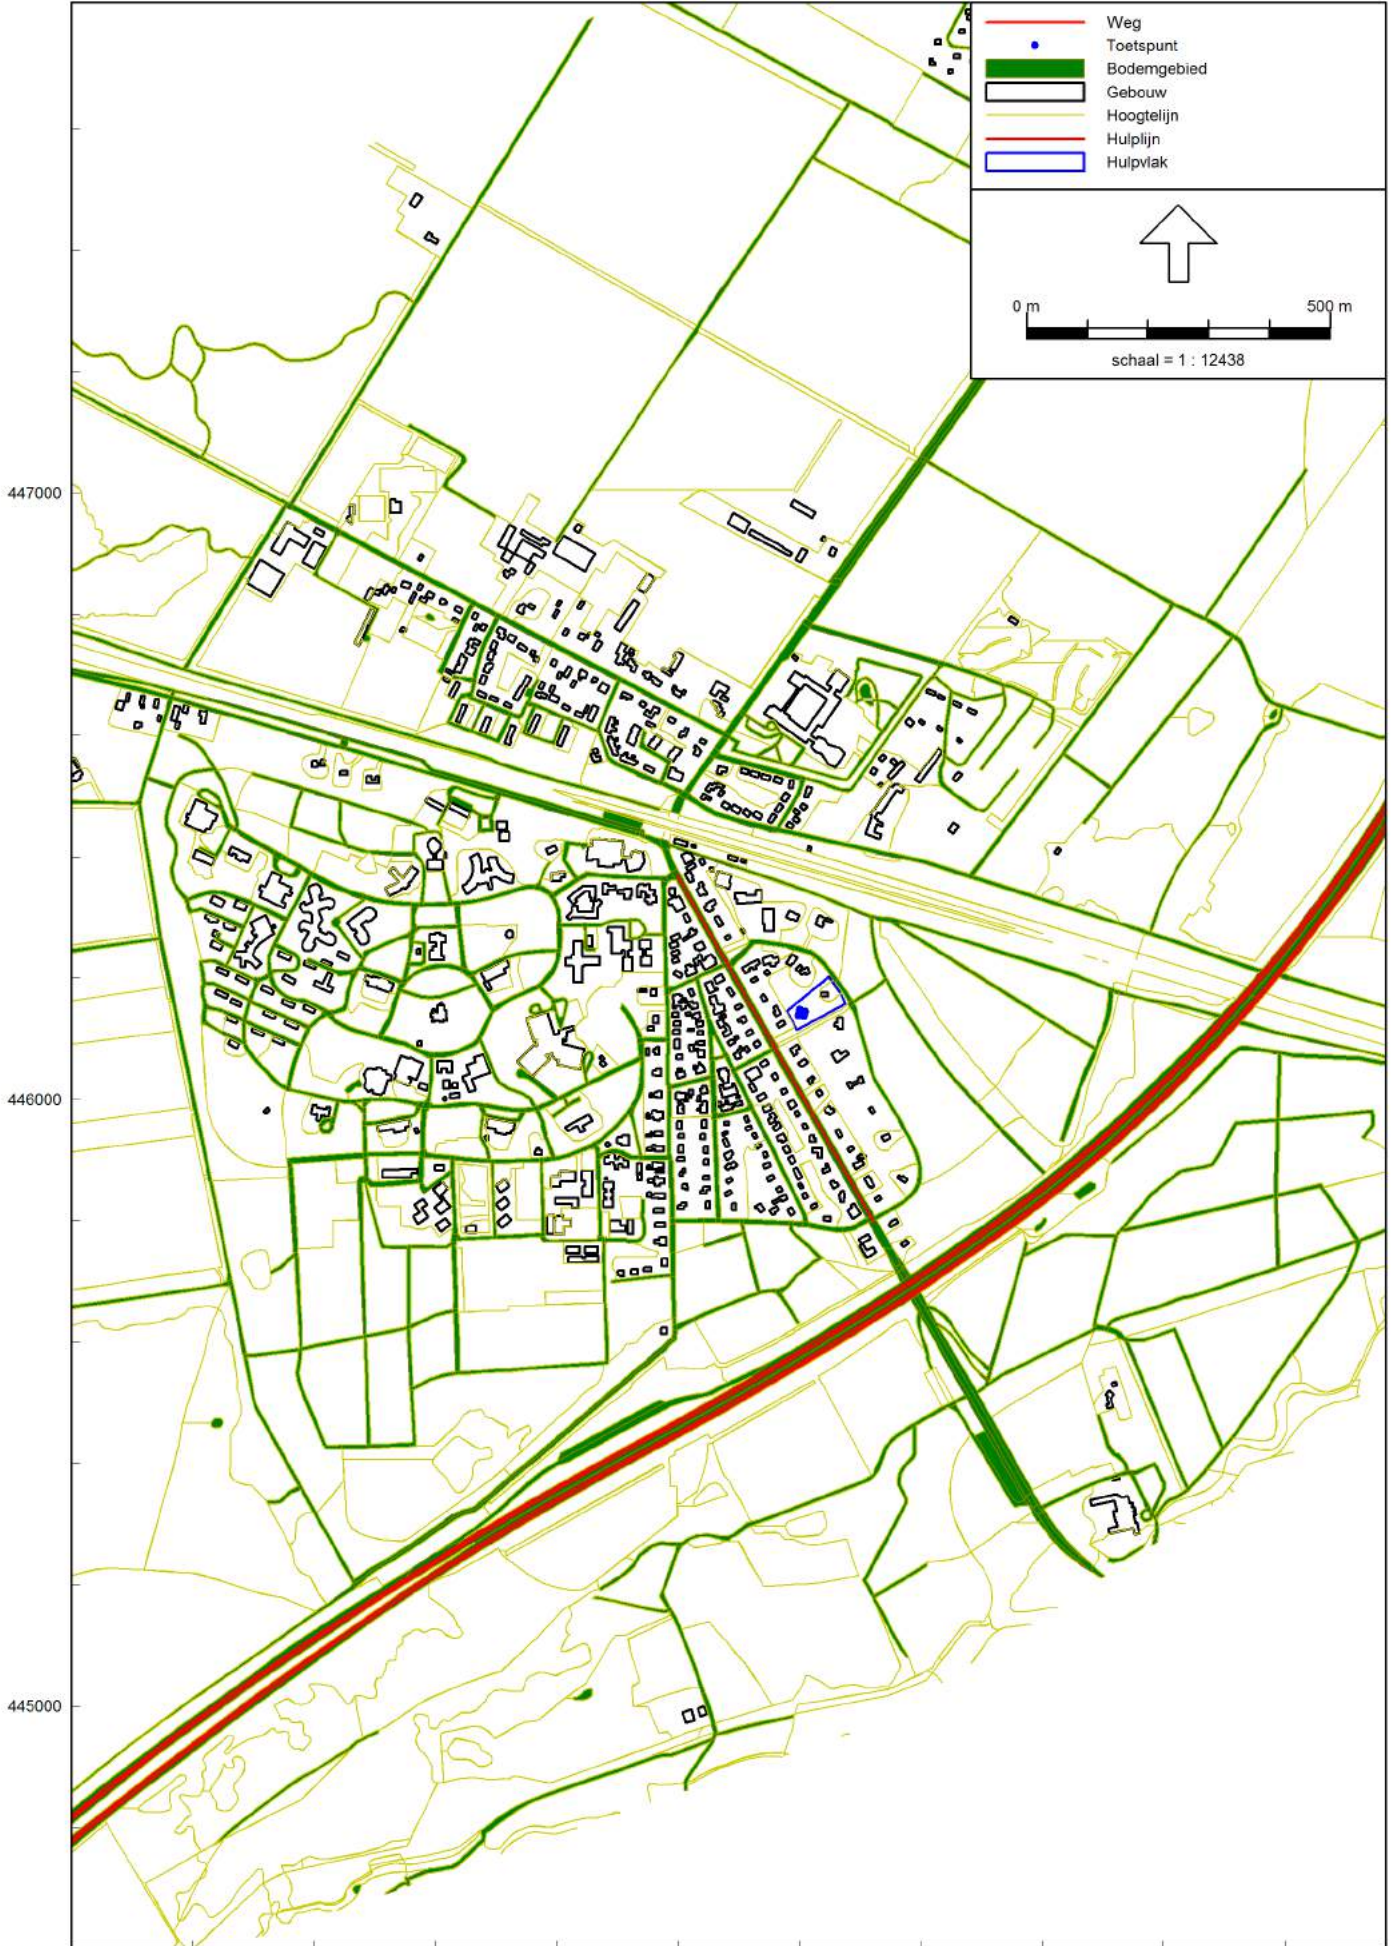 Weg
Toetspunt
Bodemgebied
Gebouw
Hoogtelijn
Hulplijn
Hulpvlak
0 m 500 m
schaal = 1 : 12438
447000
446000
445000